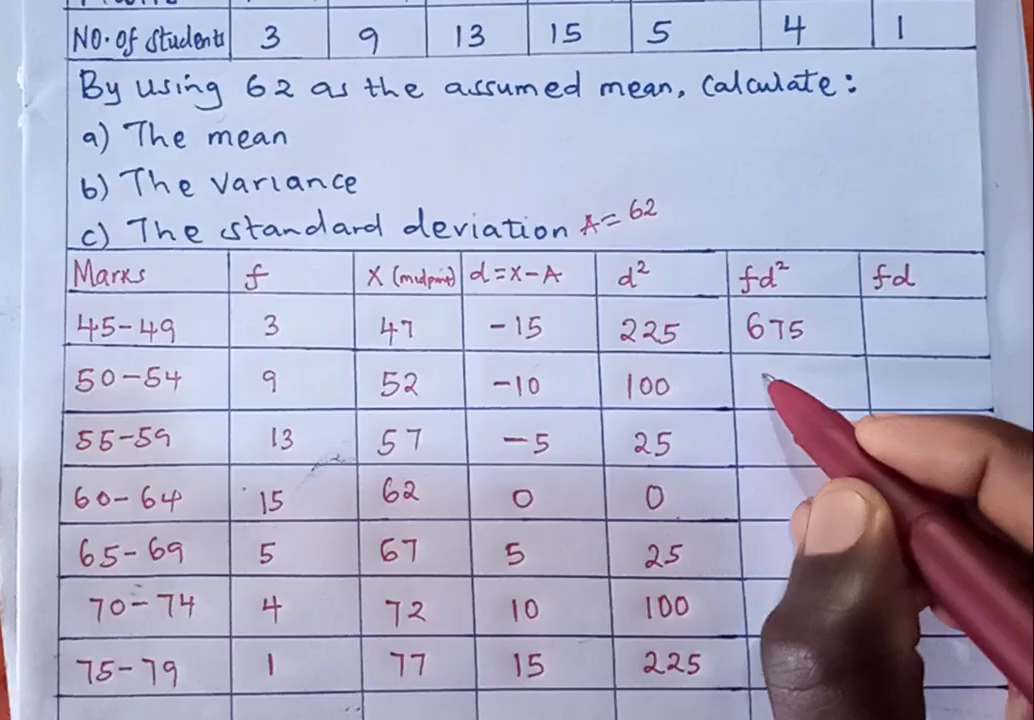 NO. of students 3 9 13 15 5 4 1
By using 62 as the assumed mean, calculate:
a) The mean
b) The variance
c) The standard deviation A=62
Marks f X (midpoint) d=X-A d² fd² fd
45-49 3 47 -15 225 675
50-54 9 52 -10 100
55-59 13 57 -5 25
60-64 15 62 0 0
65-69 5 67 5 25
70-74 4 72 10 100
75-79 1 77 15 225